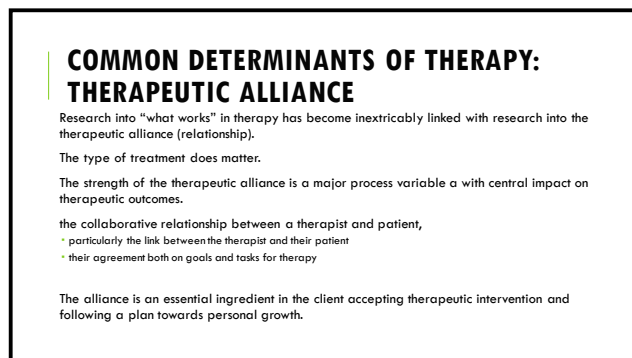 COMMON DETERMINANTS OF THERAPY:
THERAPEUTIC ALLIANCE
Research into “what works” in therapy has become inextricably linked with research into the
therapeutic alliance (relationship).
The type of treatment does matter.
The strength of the therapeutic alliance is a major process variable a with central impact on
therapeutic outcomes.
the collaborative relationship between a therapist and patient,
▪ particularly the link between the therapist and their patient
▪ their agreement both on goals and tasks for therapy
The alliance is an essential ingredient in the client accepting therapeutic intervention and
following a plan towards personal growth.